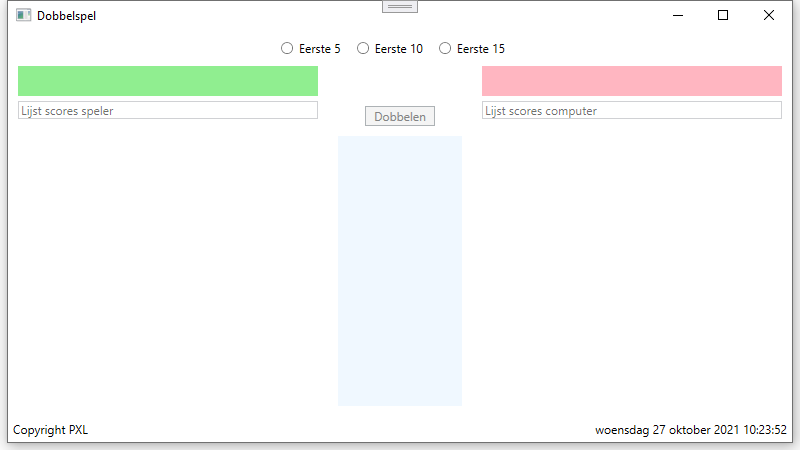 Dobbelspel
Eerste 5 Eerste 10 Eerste 15
Lijst scores speler
Lijst scores computer
Dobbelen
Copyright PXL
woensdag 27 oktober 2021 10:23:52